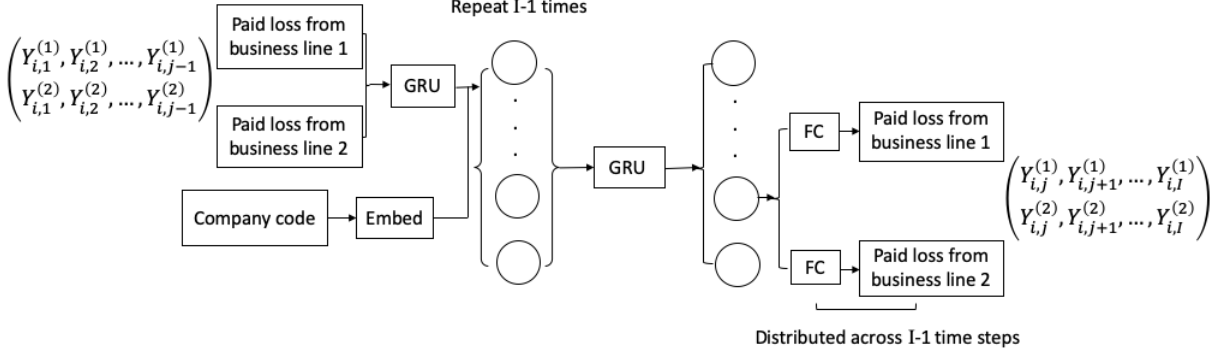 Repeat I-1 times
(Y_{i,1}^{(1)}, Y_{i,2}^{(1)}, ..., Y_{i,j-1}^{(1)}
Y_{i,1}^{(2)}, Y_{i,2}^{(2)}, ..., Y_{i,j-1}^{(2)})
Paid loss from
business line 1
Paid loss from
business line 2
GRU
Company code
Embed
GRU
FC
Paid loss from
business line 1
FC
Paid loss from
business line 2
(Y_{i,j}^{(1)}, Y_{i,j+1}^{(1)}, ..., Y_{i,I}^{(1)}
Y_{i,j}^{(2)}, Y_{i,j+1}^{(2)}, ..., Y_{i,I}^{(2)})
Distributed across I-1 time steps